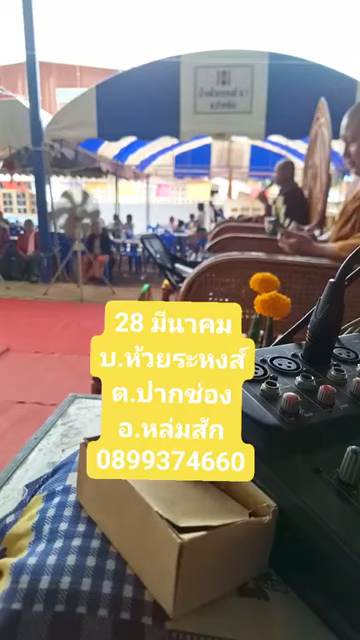 28 มีนาคม
บ.ห้วยระหงส์
ต.ปากช่อง
อ.หล่มสัก
0899374660